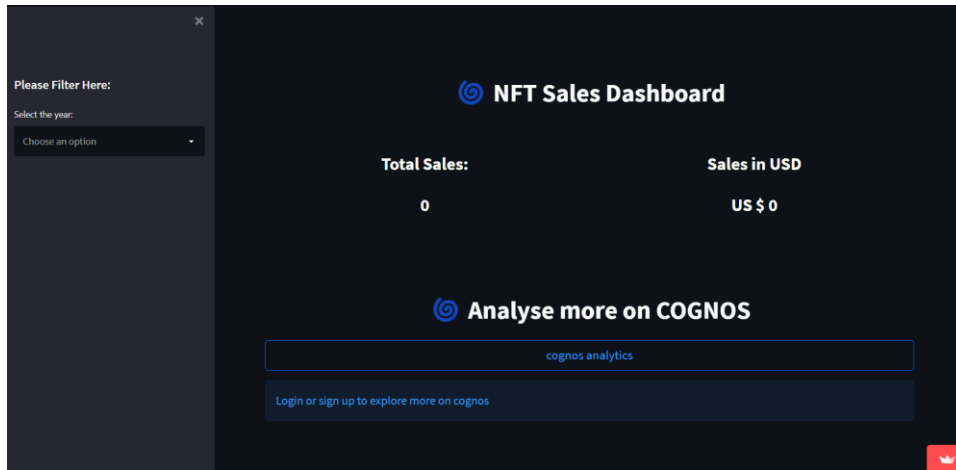 Please Filter Here:
Select the year:
Choose an option
NFT Sales Dashboard
Total Sales:
Sales in USD
0
US $ 0
Analyse more on COGNOS
cognos analytics
Login or sign up to explore more on cognos